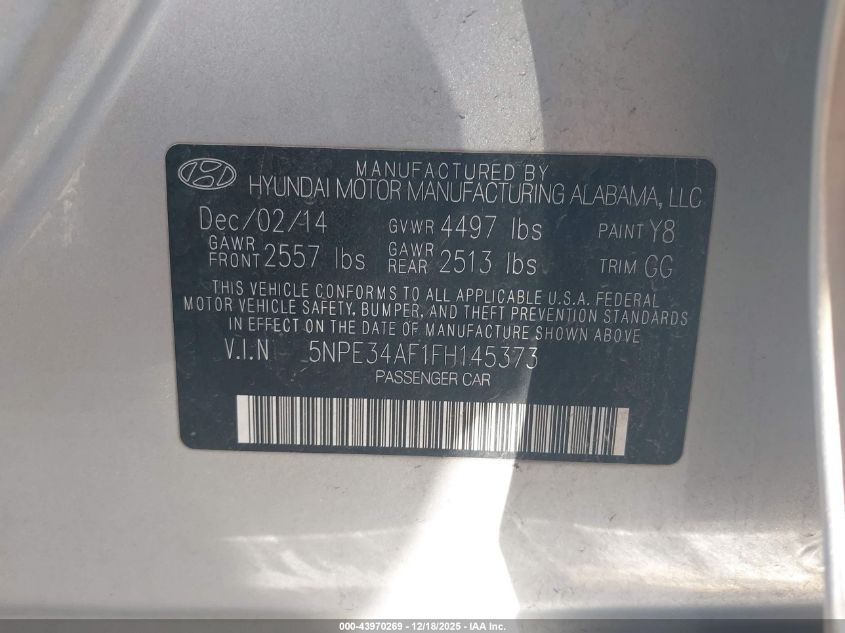 MANUFACTURED BY
HYUNDAI MOTOR MANUFACTURING ALABAMA, LLC
Dec/02/14 GVWR 4497 lbs PAINT Y8
GAWR FRONT 2557 lbs GAWR REAR 2513 lbs TRIM GG
THIS VEHICLE CONFORMS TO ALL APPLICABLE U.S.A. FEDERAL
MOTOR VEHICLE SAFETY, BUMPER, AND THEFT PREVENTION STANDARDS
IN EFFECT ON THE DATE OF MANUFACTURE SHOWN ABOVE
V.I.N 5NPE34AF1FH145373
PASSENGER CAR
000-43970269 - 12/18/2025 - IAA Inc.